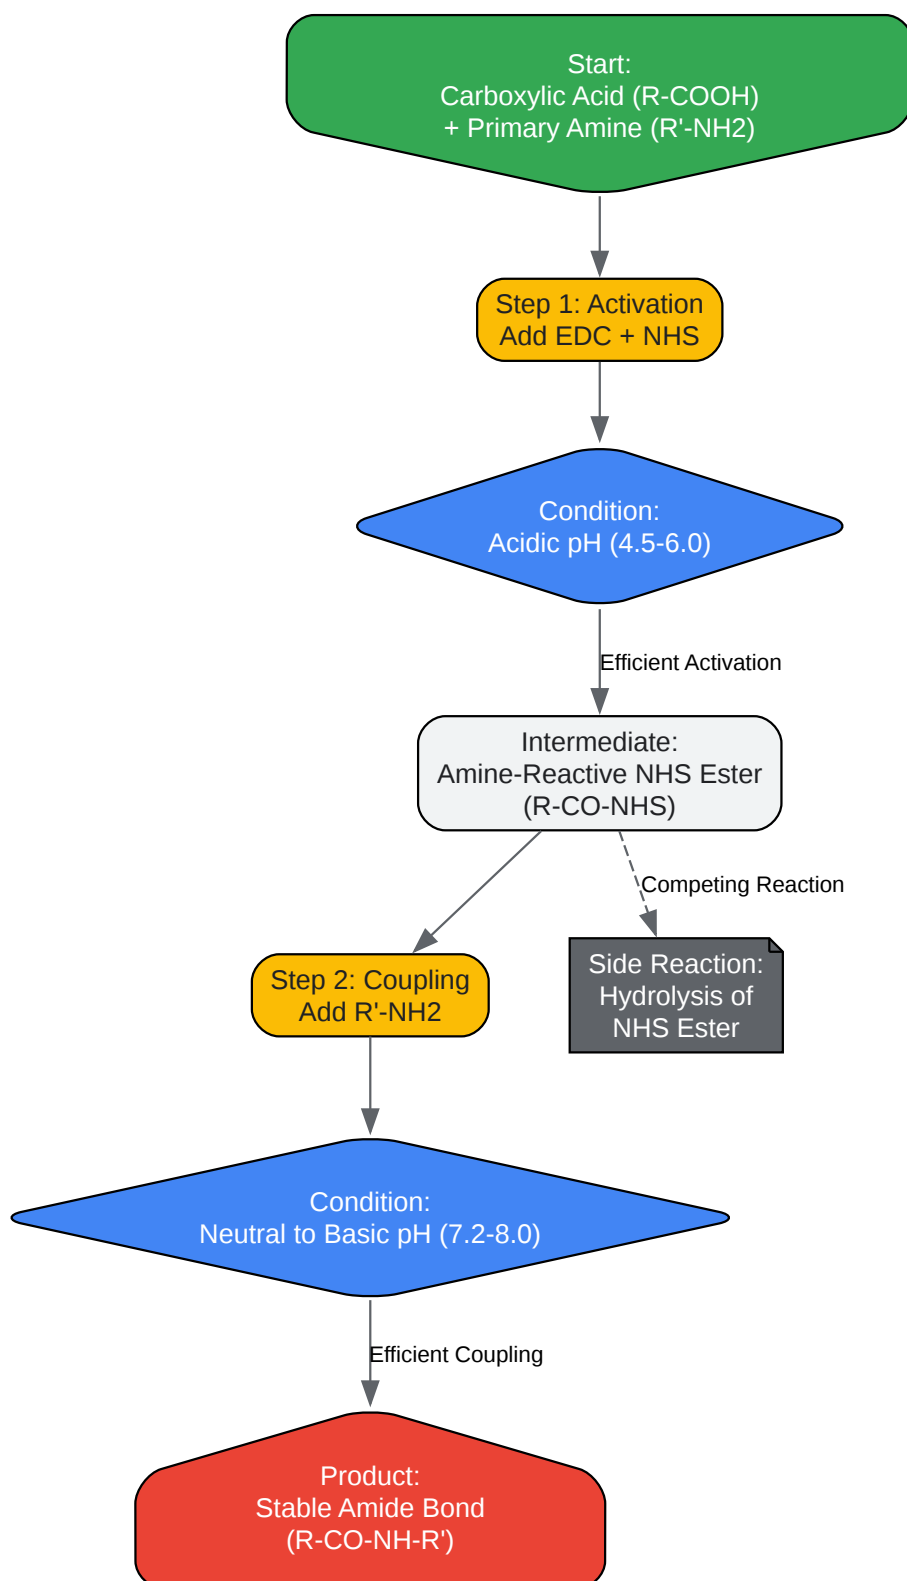 Start:
Carboxylic Acid (R-COOH)
+ Primary Amine (R'-NH2)
Step 1: Activation
Add EDC + NHS
Condition:
Acidic pH (4.5-6.0)
Efficient Activation
Intermediate:
Amine-Reactive NHS Ester
(R-CO-NHS)
Competing Reaction
Side Reaction:
Hydrolysis of
NHS Ester
Step 2: Coupling
Add R'-NH2
Condition:
Neutral to Basic pH (7.2-8.0)
Efficient Coupling
Product:
Stable Amide Bond
(R-CO-NH-R')